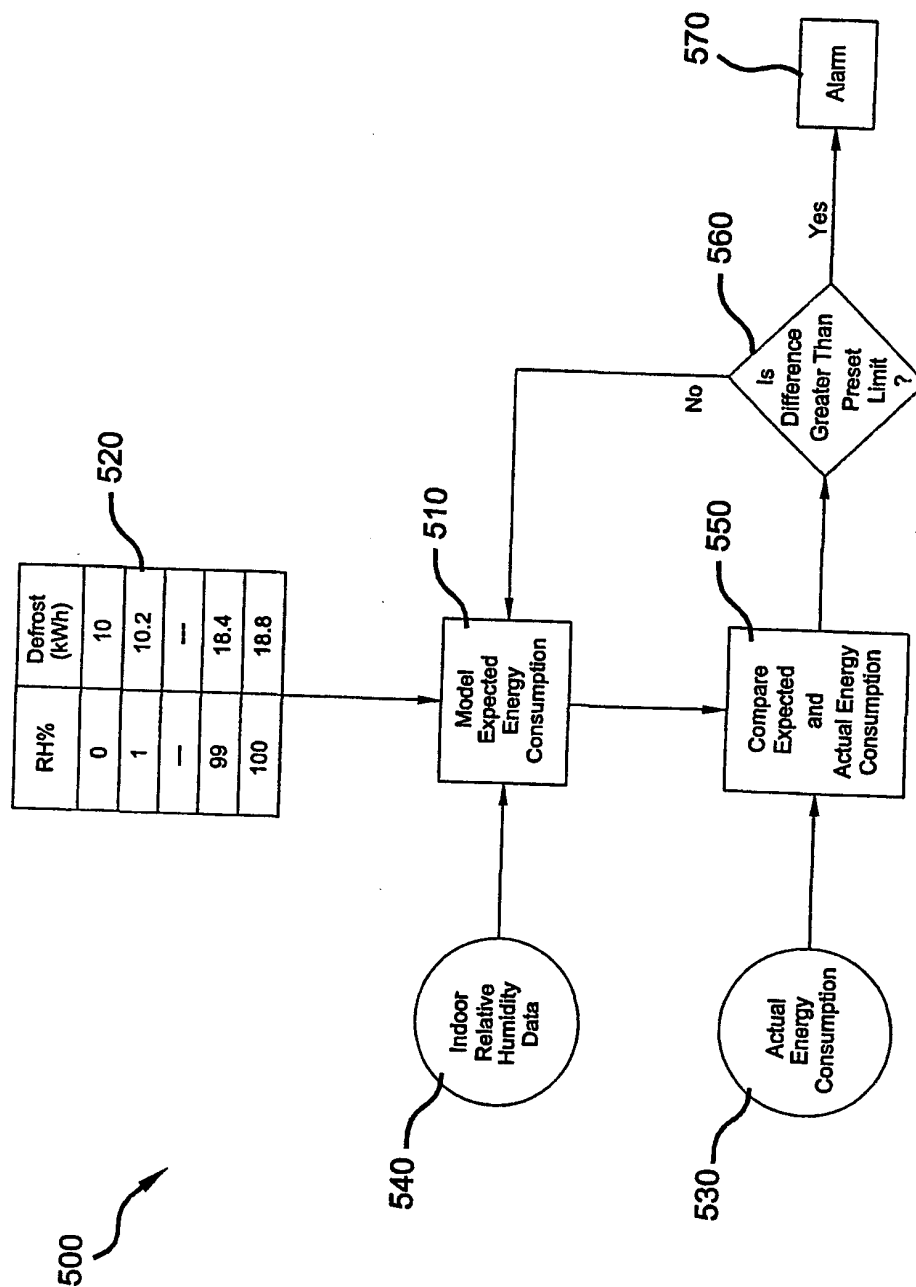 500
RH%
Defrost
(kWh)
0
10
1
10.2
—
---
99
18.4
100
18.8
520
540
Indoor
Relative
Humidity
Data
510
Model
Expected
Energy
Consumption
530
Actual
Energy
Consumption
550
Compare
Expected
and
Actual Energy
Consumption
560
Is
Difference
Greater Than
Preset
Limit
?
No
Yes
570
Alarm